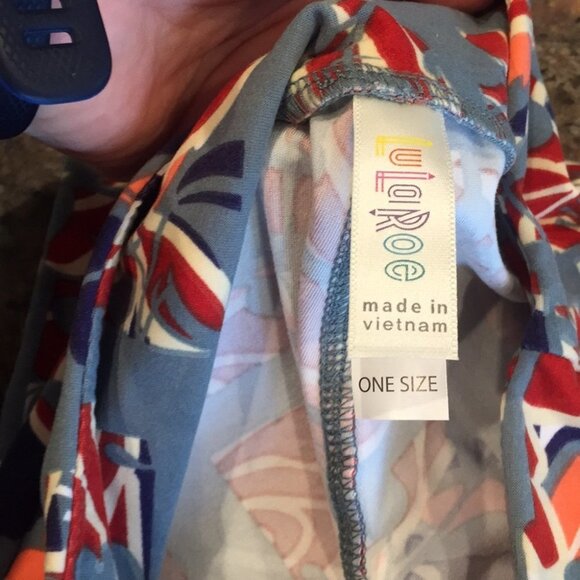 LuLaRoe
made in
vietnam
ONE SIZE